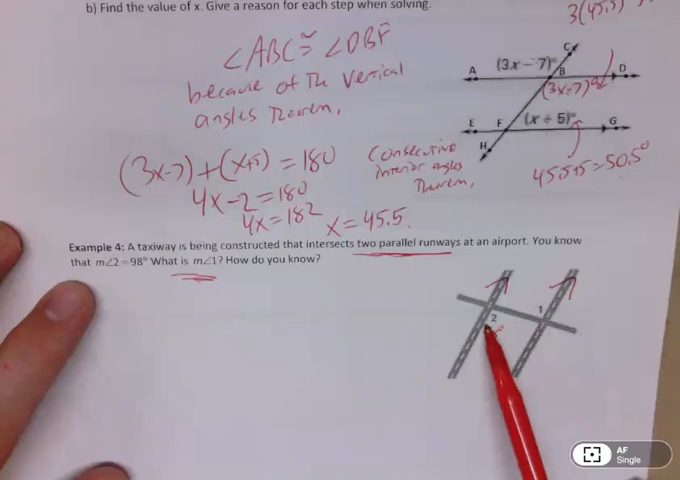 b) Find the value of x. Give a reason for each step when solving.
3(45.5)
∠ABC ≅ ∠DBF
because of the vertical
angles Theorem.
C
A (3x − 7)° B D
(3x-7)°
E F (x + 5)° G
H
45.5+5=50.5°
(3x-7)+(x+5) = 180
4x-2=180
4x=182
x=45.5.
Consecutive
interior angles
Theorem.
Example 4: A taxiway is being constructed that intersects two parallel runways at an airport. You know
that m∠2=98° What is m∠1? How do you know?
1
2
AF
Single